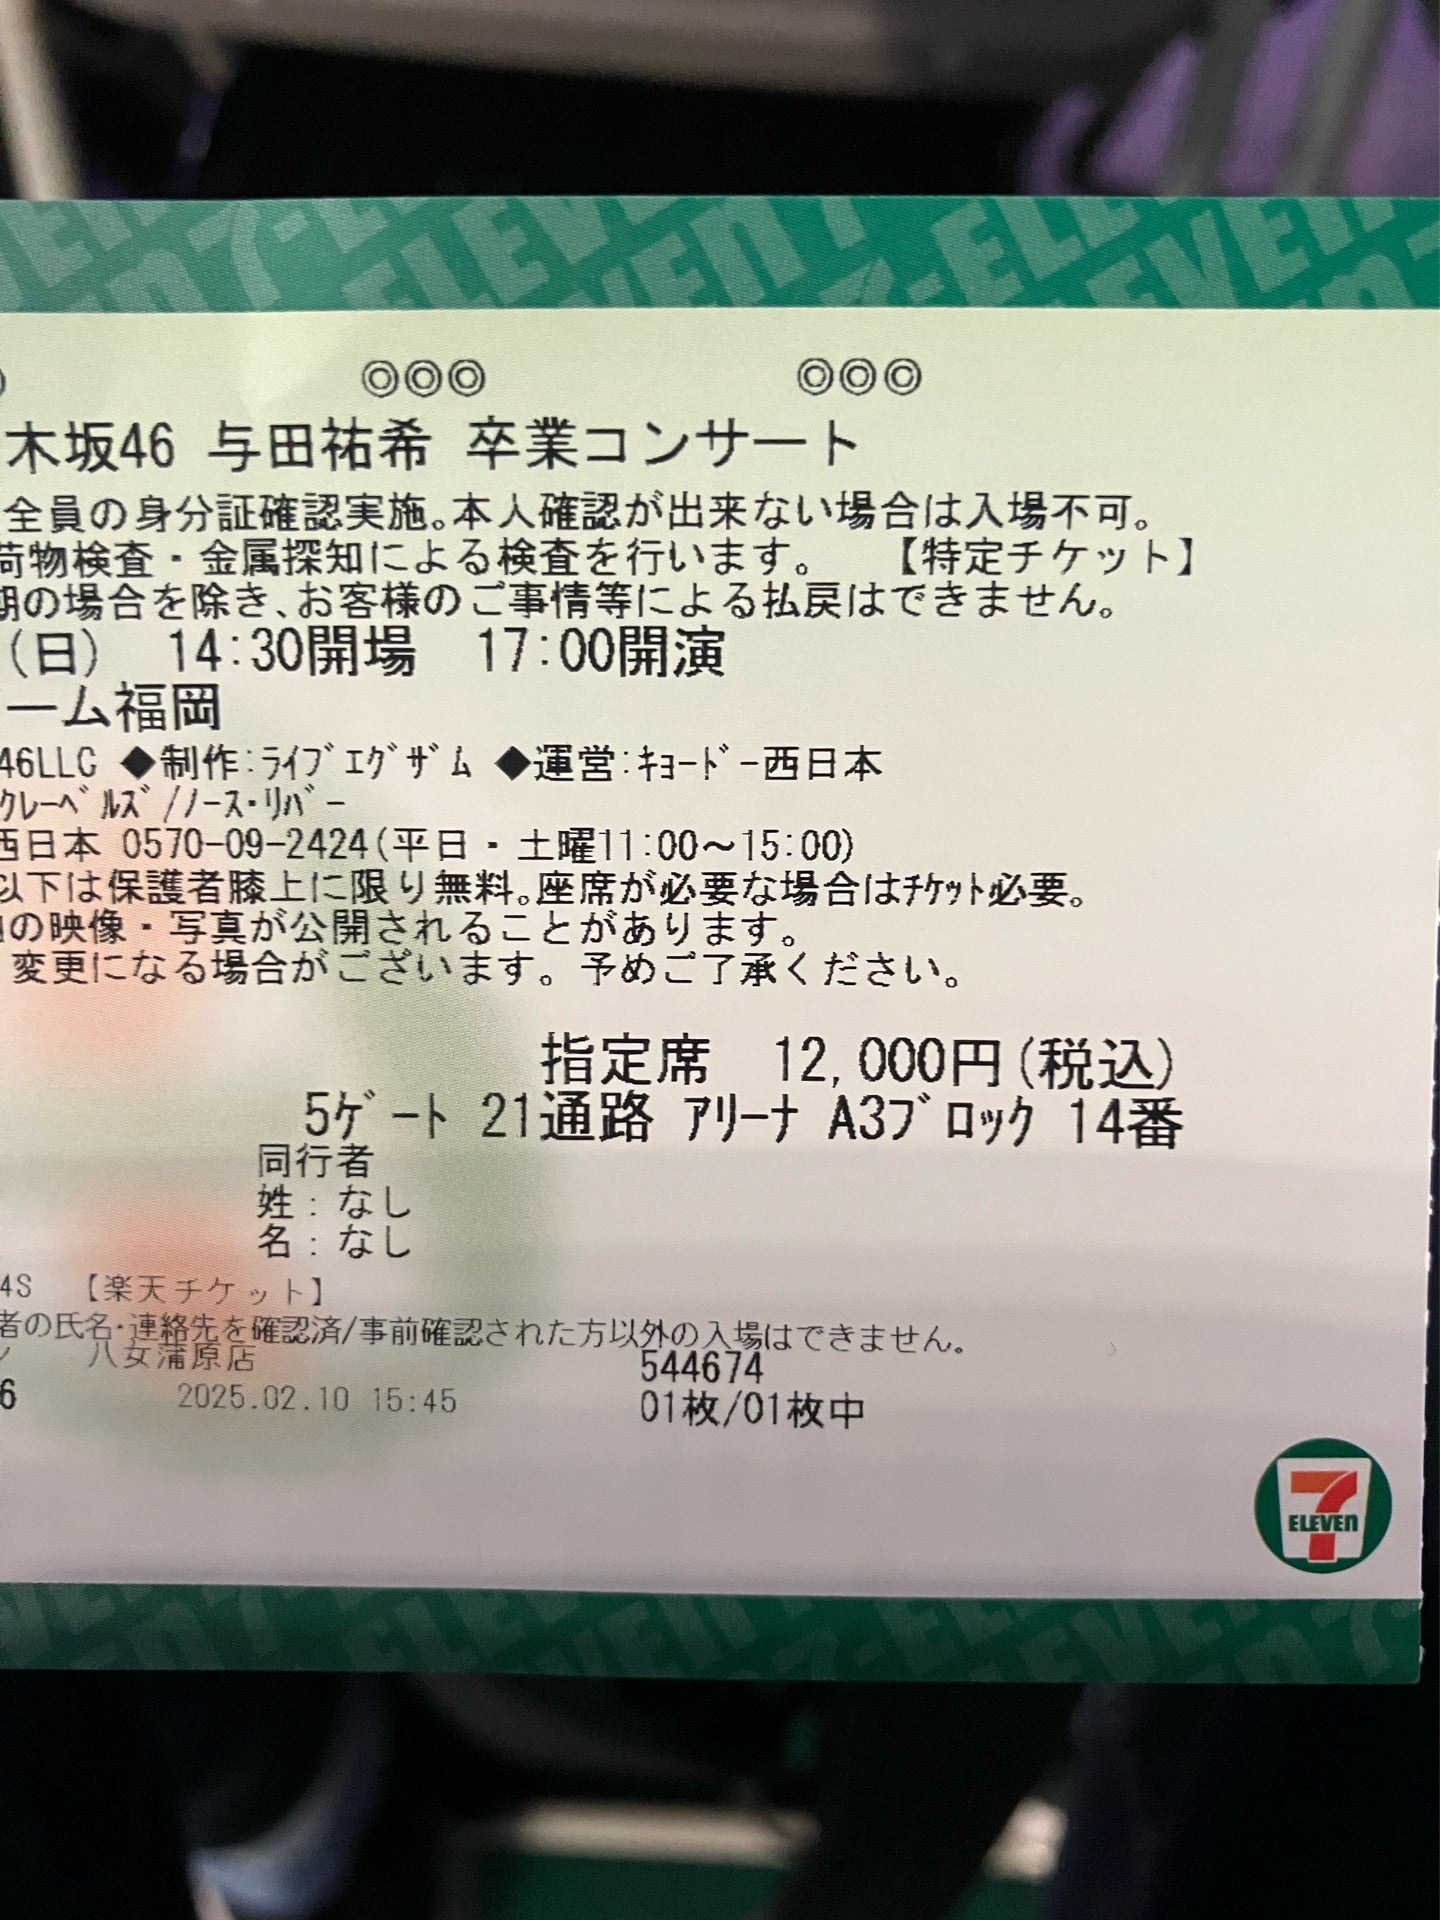 ◎◎◎ ◎◎◎
木坂46 与田祐希 卒業コンサート
全員の身分証確認実施。本人確認が出来ない場合は入場不可。
荷物検査・金属探知による検査を行います。 【特定チケット】
期の場合を除き、お客様のご事情等による払戻はできません。
(日) 14:30開場 17:00開演
ーム福岡
46LLC ◆制作:ﾗｲﾌﾞｴｸﾞｻﾞﾑ ◆運営:ｷｮｰﾄﾞｰ西日本
ｸﾚｰﾍﾞﾙｽﾞ/ﾉｰｽ・ﾘﾊﾞｰ
西日本 0570-09-2424(平日・土曜11:00～15:00)
以下は保護者膝上に限り無料。座席が必要な場合はﾁｹｯﾄ必要。
の映像・写真が公開されることがあります。
変更になる場合がございます。予めご了承ください。
指定席 12,000円(税込)
5ｹﾞｰﾄ 21通路 ｱﾘｰﾅ A3ﾌﾞﾛｯｸ 14番
同行者
姓：なし
名：なし
4S 【楽天チケット】
者の氏名・連絡先を確認済/事前確認された方以外の入場はできません。
八女蒲原店
544674
6 2025.02.10 15:45
01枚/01枚中
7
ELEVEn